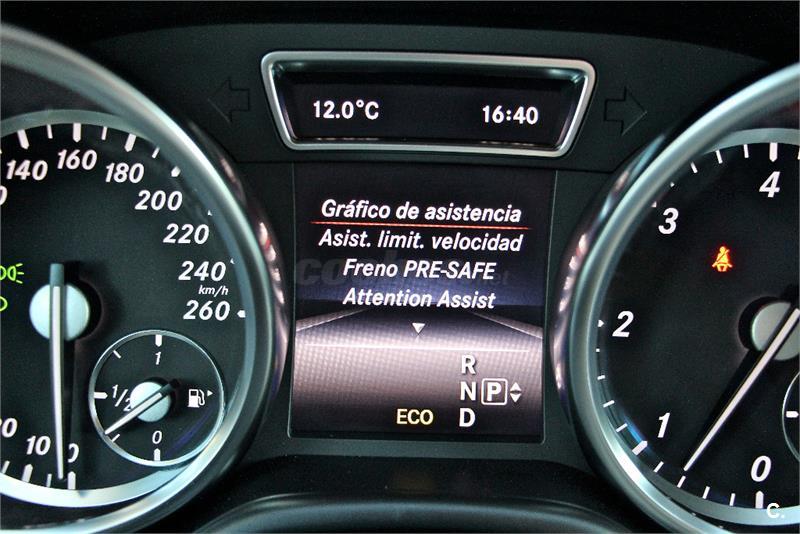 12.0°C 16:40
Gráfico de asistencia
Asist. limit. velocidad
Freno PRE-SAFE
Attention Assist
R
N P
ECO D
140
160
180
200
220
240
km/h
260
1
1/2
0
10
0
1
2
3
4
C.